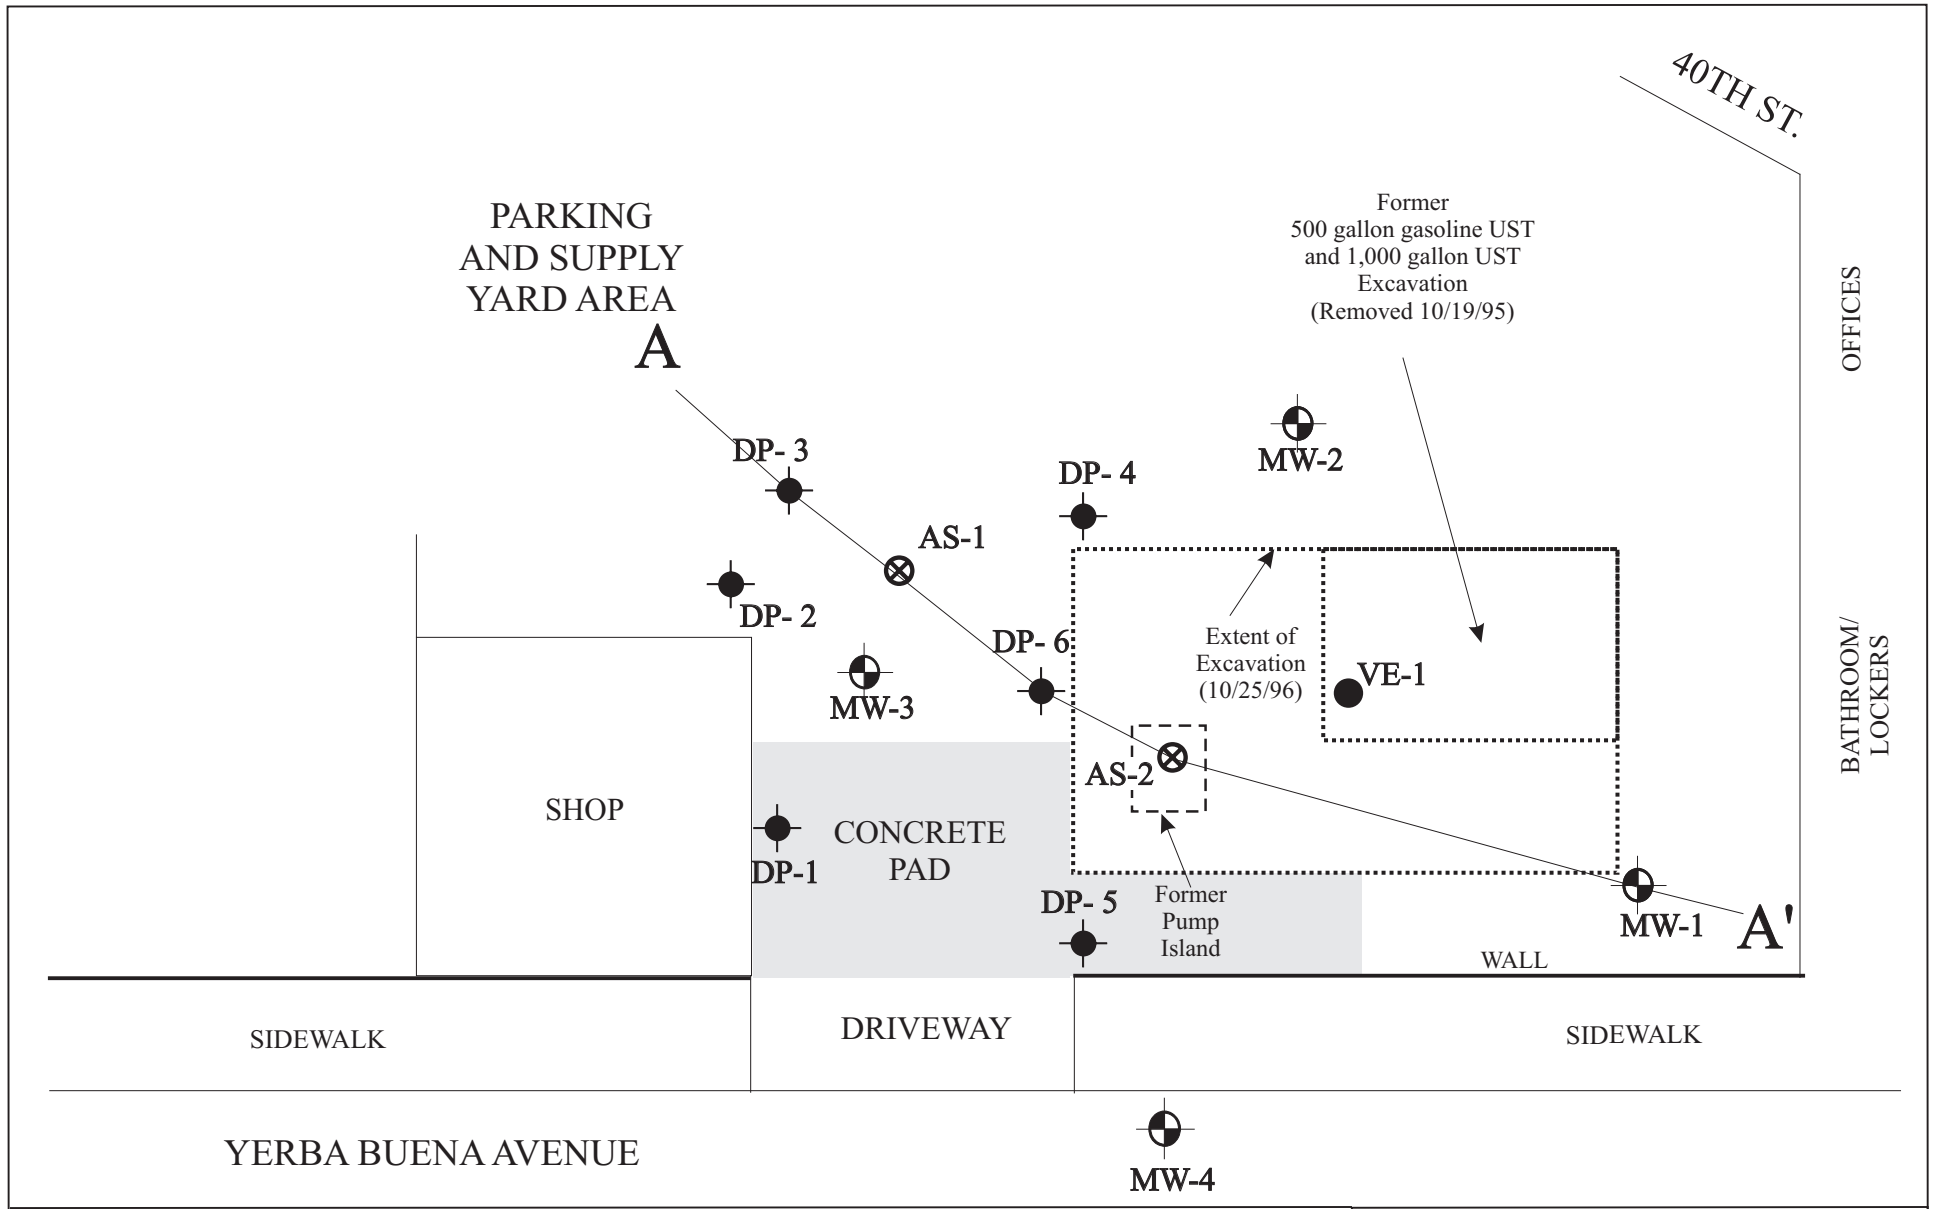 40TH ST.
PARKING
AND SUPPLY
YARD AREA
A
Former
500 gallon gasoline UST
and 1,000 gallon UST
Excavation
(Removed 10/19/95)
OFFICES
DP- 3
MW-2
DP- 4
AS-1
DP- 2
DP- 6
Extent of
Excavation
(10/25/96)
VE-1
BATHROOM/
LOCKERS
MW-3
AS-2
SHOP
CONCRETE
PAD
DP-1
DP- 5
Former
Pump
Island
MW-1
A'
WALL
SIDEWALK
DRIVEWAY
SIDEWALK
YERBA BUENA AVENUE
MW-4